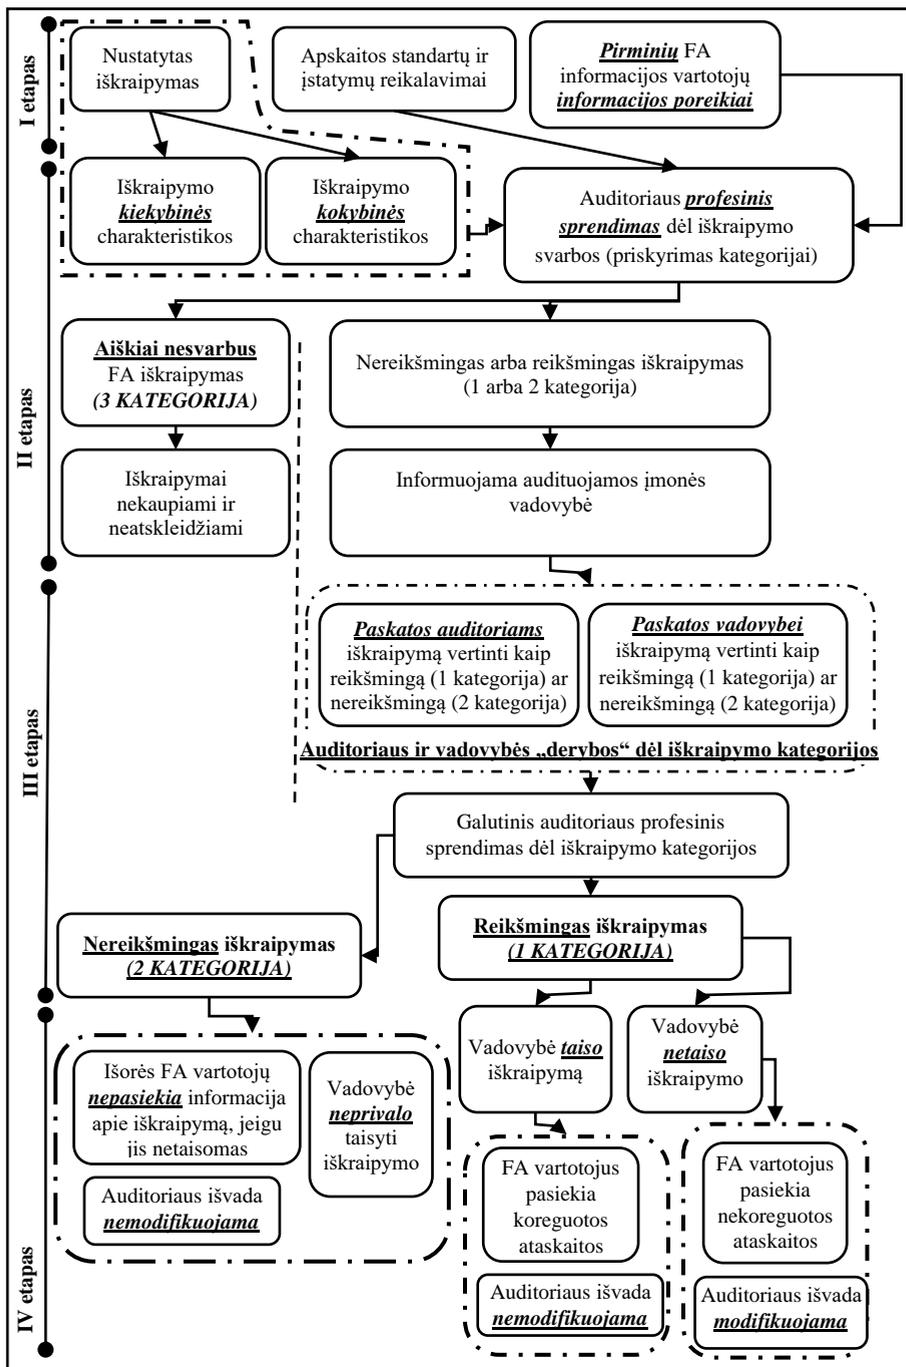 I etapas
Nustatytas
iškraipymas
Apskaitos standartų ir
įstatymų reikalavimai
Pirminių FA
informacijos vartotojų
informacijos poreikiai
II etapas
Iškraipymo
kiekybinės
charakteristikos
Iškraipymo
kokybinės
charakteristikos
Auditoriaus profesinis
sprendimas dėl iškraipymo
svarbos (priskyrimas kategorijai)
Aiškiai nesvarbus
FA iškraipymas
(3 KATEGORIJA)
Nereikšmingas arba reikšmingas iškraipymas
(1 arba 2 kategorija)
Iškraipymai
nekaupiami ir
neatskleidžiami
Informuojama audituojamos įmonės
vadovybė
III etapas
Paskatos auditoriams
iškraipymą vertinti kaip
reikšmingą (1 kategorija) ar
nereikšmingą (2 kategorija)
Paskatos vadovybei
iškraipymą vertinti kaip
reikšmingą (1 kategorija) ar
nereikšmingą (2 kategorija)
Auditoriaus ir vadovybės „derybos“ dėl iškraipymo kategorijos
Galutinis auditoriaus profesinis
sprendimas dėl iškraipymo kategorijos
Nereikšmingas iškraipymas
(2 KATEGORIJA)
Reikšmingas iškraipymas
(1 KATEGORIJA)
IV etapas
Išorės FA vartotojų
nepasiekia informacija
apie iškraipymą, jeigu
jis netaisomas
Vadovybė
neprivalo
taisyti
iškraipymo
Auditoriaus išvada
nemodifikuojama
Vadovybė taiso
iškraipymą
Vadovybė
netaiso
iškraipymo
FA vartotojus
pasiekia
koreguotos
ataskaitos
Auditoriaus išvada
nemodifikuojama
FA vartotojus
pasiekia
nekoreguotos
ataskaitos
Auditoriaus išvada
modifikuojama